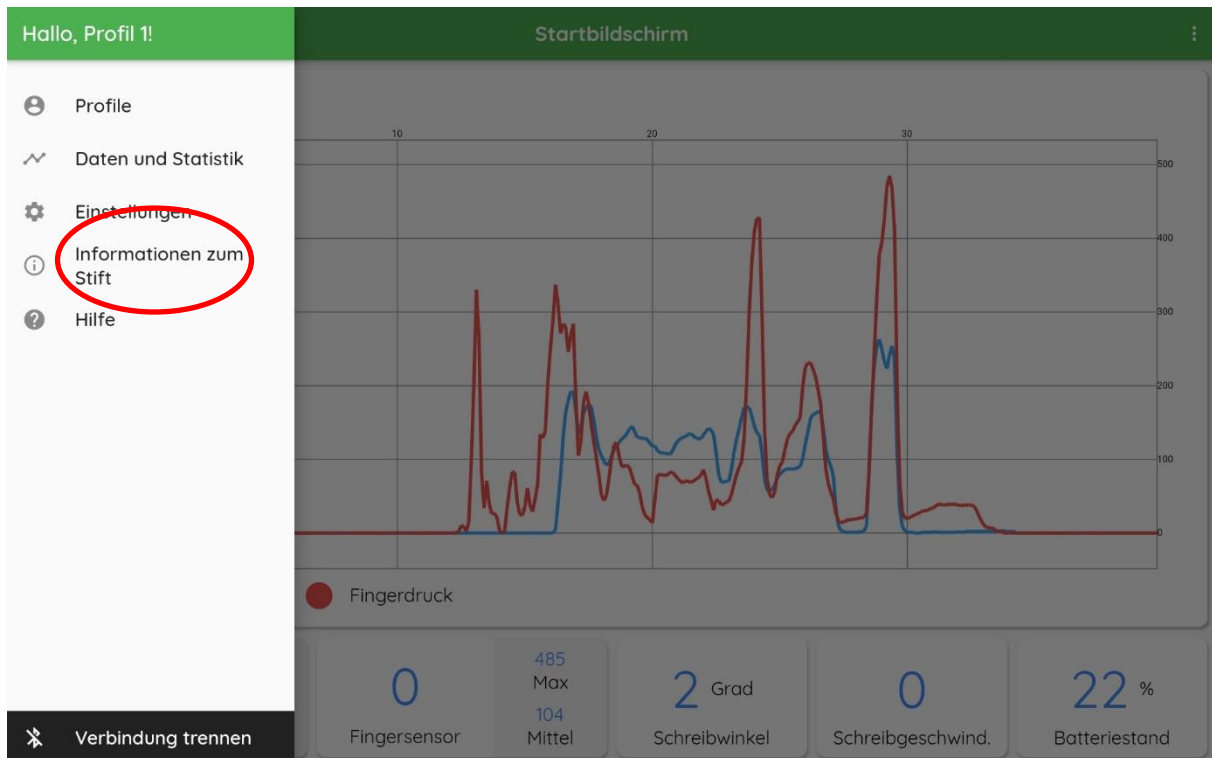 Hallo, Profil 1!
Startbildschirm
Profile
Daten und Statistik
Einstellungen
Informationen zum
Stift
Hilfe
Verbindung trennen
10
20
30
500
400
300
200
100
0
Fingerdruck
0
Fingersensor
485
Max
104
Mittel
2 Grad
Schreibwinkel
0
Schreibgeschwind.
22 %
Batteriestand